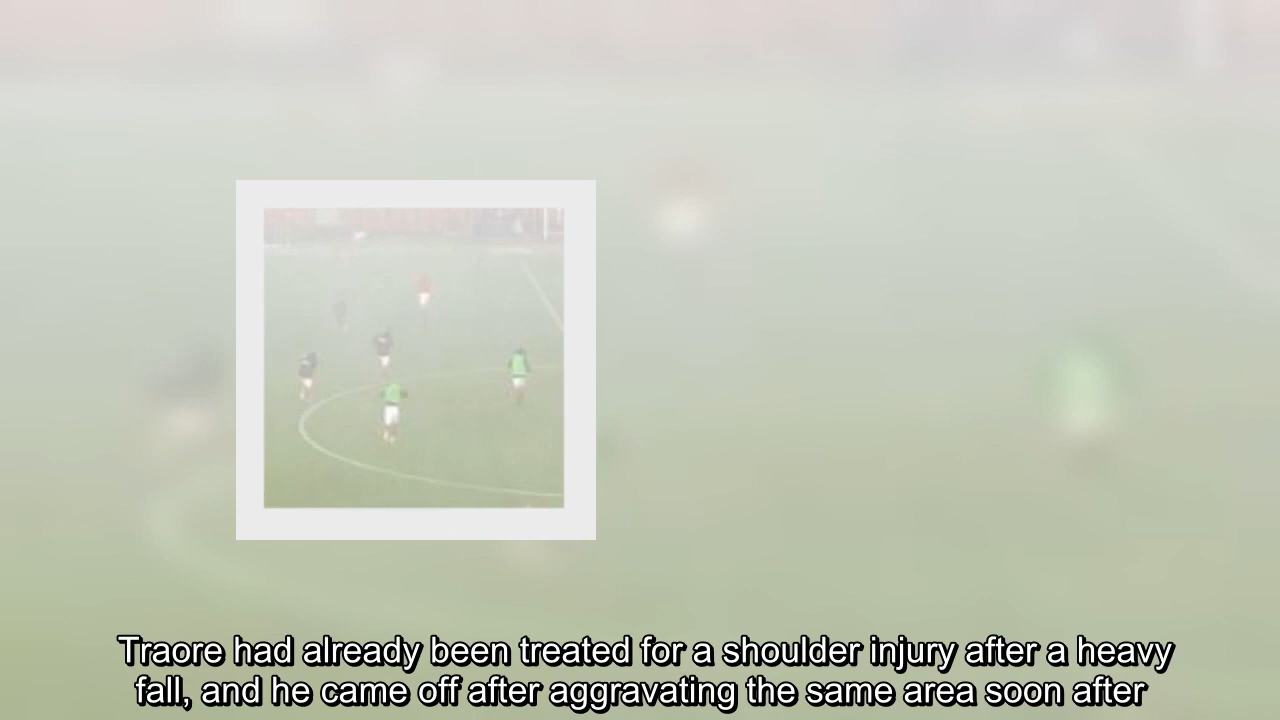 Traore had already been treated for a shoulder injury after a heavy
fall, and he came off after aggravating the same area soon after